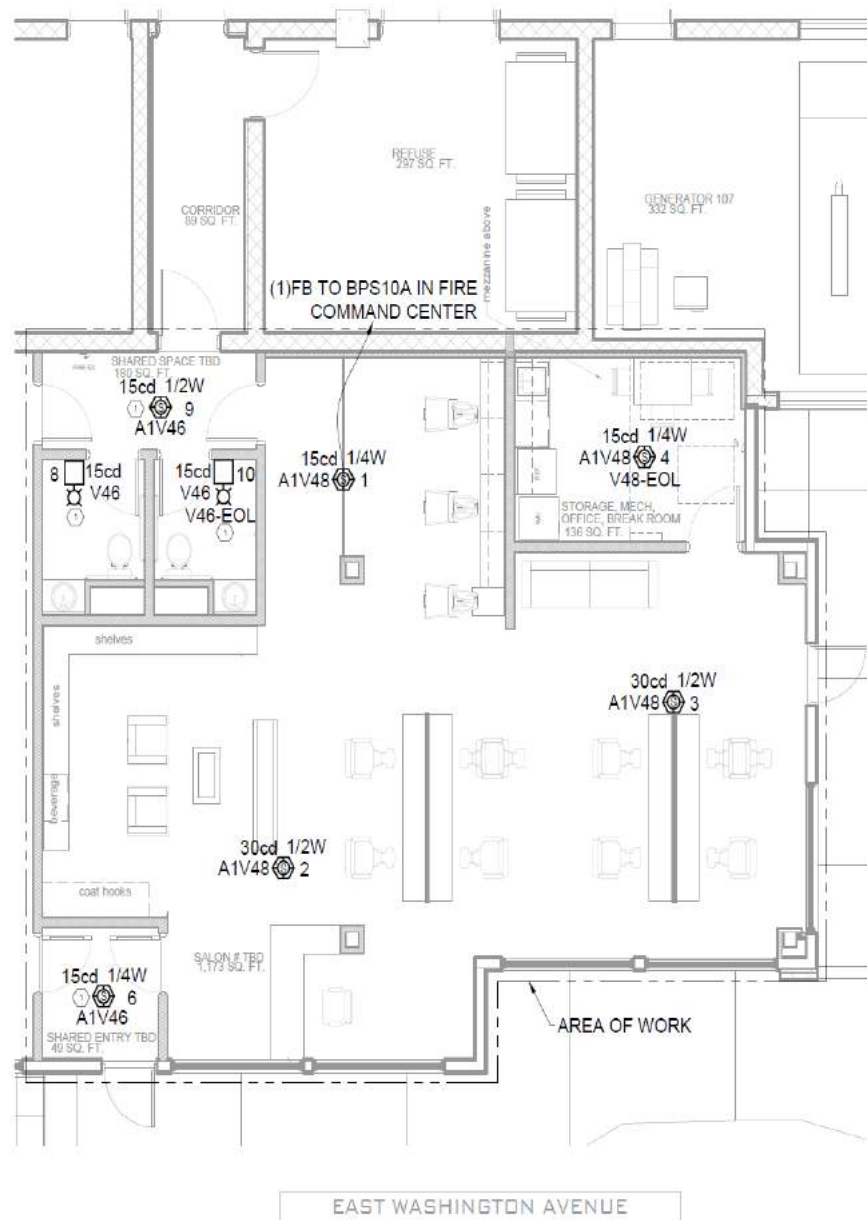 REFUSE
297 SQ. FT.
CORRIDOR
89 SQ. FT.
GENERATOR 107
332 SQ. FT.
mezzanine above
(1)FB TO BPS10A IN FIRE
COMMAND CENTER
SHARED SPACE TBD
180 SQ. FT.
15cd 1/2W
1 S 9
A1V46
8 15cd
V46
1
15cd 10
V46
V46-EOL
1
15cd 1/4W
A1V48 S 1
15cd 1/4W
A1V48 S 4
V48-EOL
STORAGE, MECH,
OFFICE, BREAK ROOM
136 SQ. FT.
shelves
shelves
beverage
coat hooks
30cd 1/2W
A1V48 S 3
30cd 1/2W
A1V48 S 2
SALON # TBD
1,173 SQ. FT.
15cd 1/4W
1 S 6
A1V46
SHARED ENTRY TBD
49 SQ. FT.
AREA OF WORK
EAST WASHINGTON AVENUE